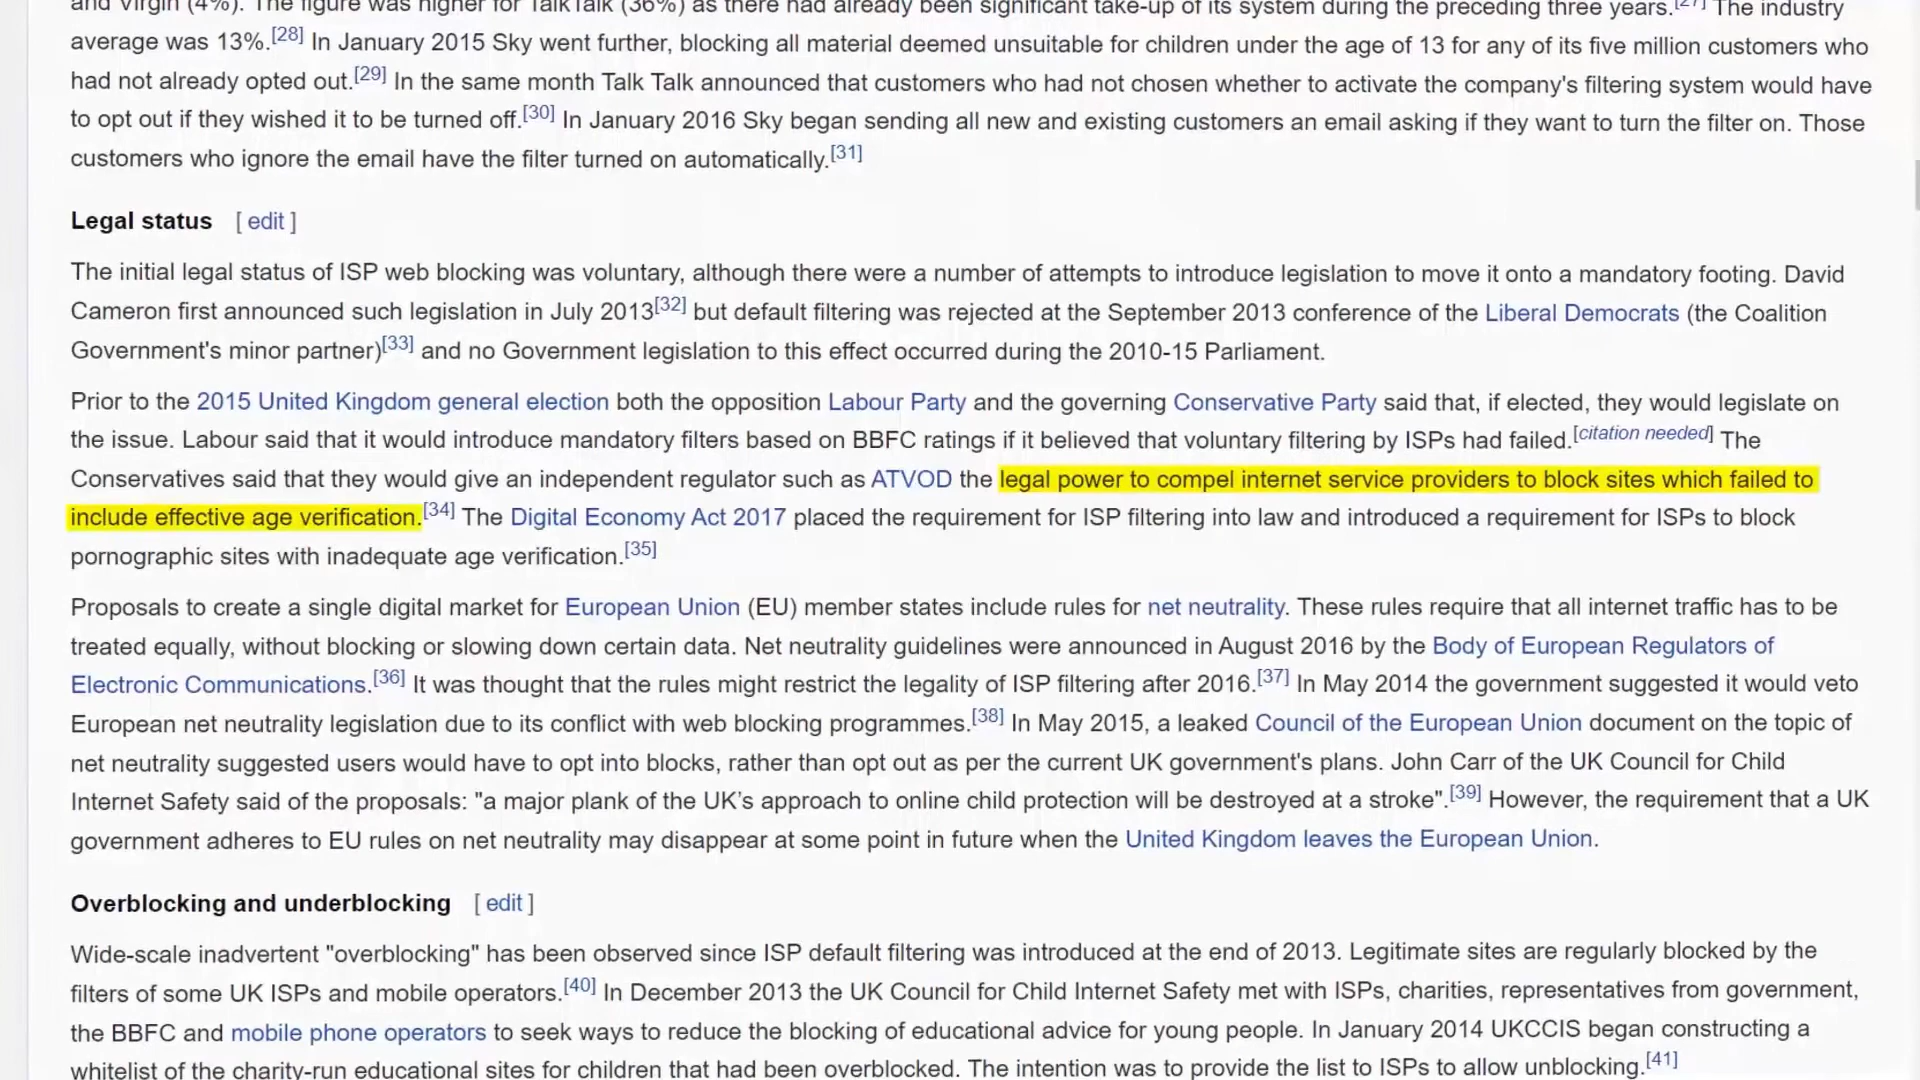 and Virgin (4%). The figure was higher for TalkTalk (36%) as there had already been significant take-up of its system during the preceding three years.[27] The industry
average was 13%.[28] In January 2015 Sky went further, blocking all material deemed unsuitable for children under the age of 13 for any of its five million customers who
had not already opted out.[29] In the same month Talk Talk announced that customers who had not chosen whether to activate the company's filtering system would have
to opt out if they wished it to be turned off.[30] In January 2016 Sky began sending all new and existing customers an email asking if they want to turn the filter on. Those
customers who ignore the email have the filter turned on automatically.[31]
Legal status [ edit ]
The initial legal status of ISP web blocking was voluntary, although there were a number of attempts to introduce legislation to move it onto a mandatory footing. David
Cameron first announced such legislation in July 2013[32] but default filtering was rejected at the September 2013 conference of the Liberal Democrats (the Coalition
Government's minor partner)[33] and no Government legislation to this effect occurred during the 2010-15 Parliament.
Prior to the 2015 United Kingdom general election both the opposition Labour Party and the governing Conservative Party said that, if elected, they would legislate on
the issue. Labour said that it would introduce mandatory filters based on BBFC ratings if it believed that voluntary filtering by ISPs had failed.[citation needed] The
Conservatives said that they would give an independent regulator such as ATVOD the legal power to compel internet service providers to block sites which failed to
include effective age verification.[34] The Digital Economy Act 2017 placed the requirement for ISP filtering into law and introduced a requirement for ISPs to block
pornographic sites with inadequate age verification.[35]
Proposals to create a single digital market for European Union (EU) member states include rules for net neutrality. These rules require that all internet traffic has to be
treated equally, without blocking or slowing down certain data. Net neutrality guidelines were announced in August 2016 by the Body of European Regulators of
Electronic Communications.[36] It was thought that the rules might restrict the legality of ISP filtering after 2016.[37] In May 2014 the government suggested it would veto
European net neutrality legislation due to its conflict with web blocking programmes.[38] In May 2015, a leaked Council of the European Union document on the topic of
net neutrality suggested users would have to opt into blocks, rather than opt out as per the current UK government's plans. John Carr of the UK Council for Child
Internet Safety said of the proposals: "a major plank of the UK's approach to online child protection will be destroyed at a stroke".[39] However, the requirement that a UK
government adheres to EU rules on net neutrality may disappear at some point in future when the United Kingdom leaves the European Union.
Overblocking and underblocking [ edit ]
Wide-scale inadvertent "overblocking" has been observed since ISP default filtering was introduced at the end of 2013. Legitimate sites are regularly blocked by the
filters of some UK ISPs and mobile operators.[40] In December 2013 the UK Council for Child Internet Safety met with ISPs, charities, representatives from government,
the BBFC and mobile phone operators to seek ways to reduce the blocking of educational advice for young people. In January 2014 UKCCIS began constructing a
whitelist of the charity-run educational sites for children that had been overblocked. The intention was to provide the list to ISPs to allow unblocking.[41]